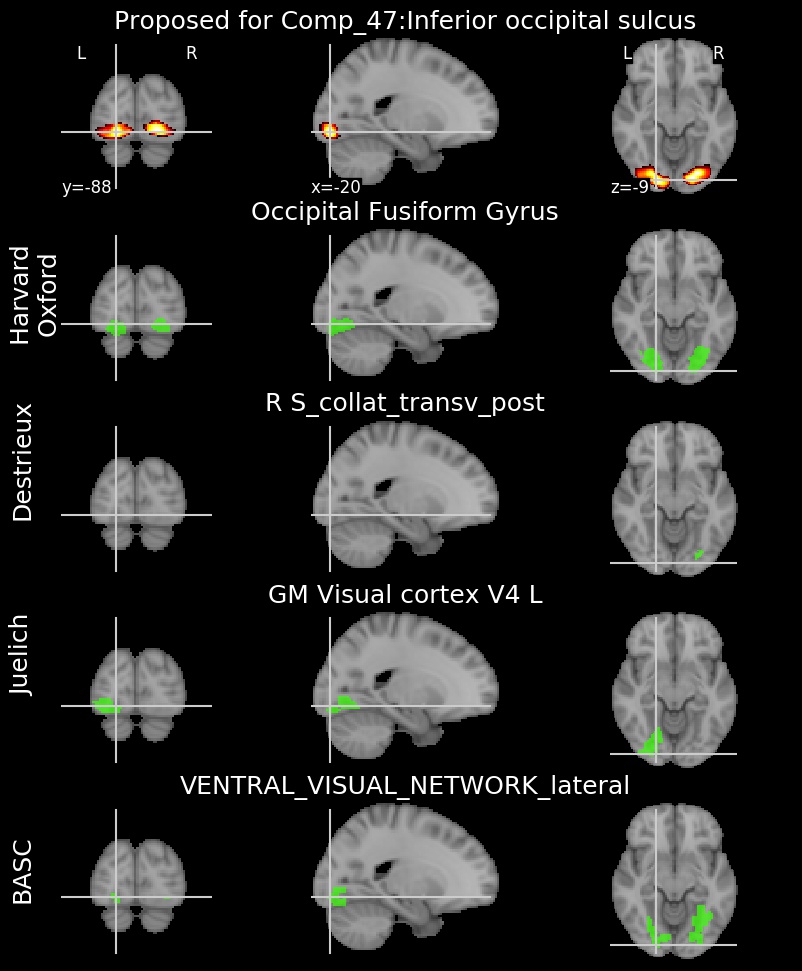 Proposed for Comp_47:Inferior occipital sulcus
L R L R
y=-88 x=-20 z=-9
Occipital Fusiform Gyrus
Harvard
Oxford
R S_collat_transv_post
Destrieux
GM Visual cortex V4 L
Juelich
VENTRAL_VISUAL_NETWORK_lateral
BASC